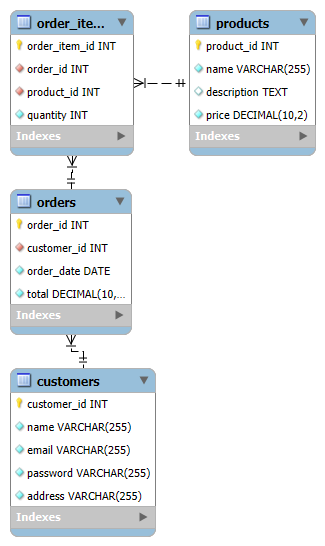 order_ite...
order_item_id INT
order_id INT
product_id INT
quantity INT
Indexes
products
product_id INT
name VARCHAR(255)
description TEXT
price DECIMAL(10,2)
Indexes
orders
order_id INT
customer_id INT
order_date DATE
total DECIMAL(10,...
Indexes
customers
customer_id INT
name VARCHAR(255)
email VARCHAR(255)
password VARCHAR(255)
address VARCHAR(255)
Indexes